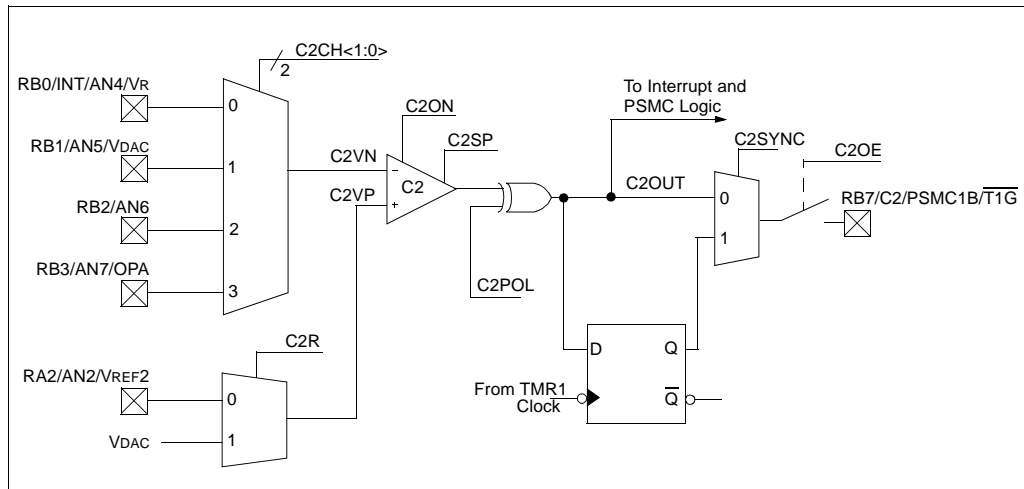 C2CH<1:0>
2
RB0/INT/AN4/VR
0
RB1/AN5/VDAC
1
RB2/AN6
2
RB3/AN7/OPA
3
C2R
RA2/AN2/VREF2
0
VDAC
1
C2ON
C2SP
C2VN
−
C2
C2VP
+
C2POL
To Interrupt and
PSMC Logic
C2OUT
C2SYNC
0
1
C2OE
RB7/C2/PSMC1B/T1G
D
Q
From TMR1
Clock
Q